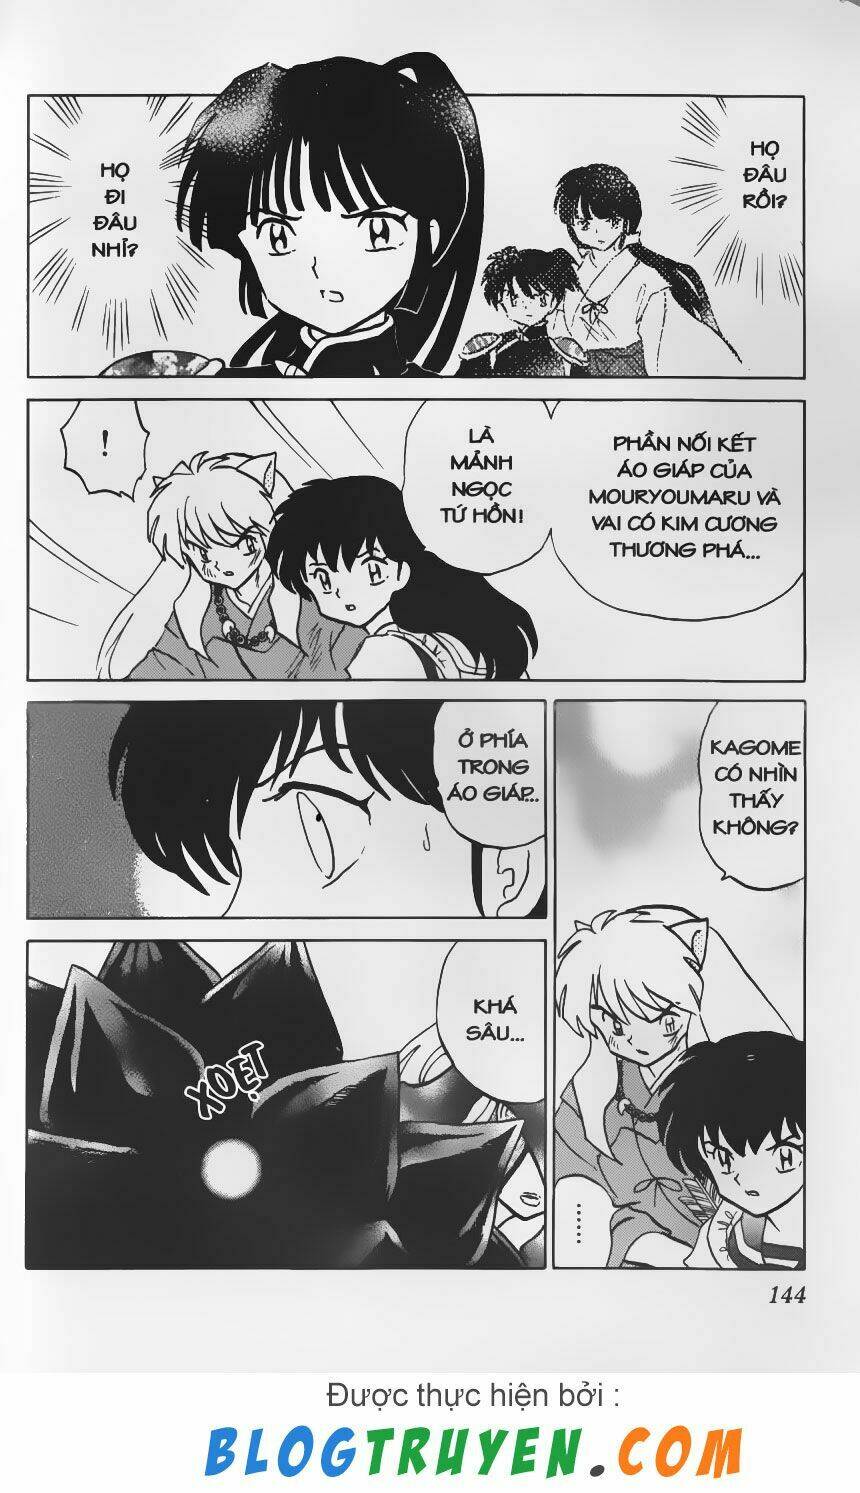 HỌ
ĐÂU
RỒI?
HỌ
ĐI
ĐÂU
NHỈ?
PHẦN NỐI KẾT
ÁO GIÁP CỦA
MOURYOUMARU VÀ
VAI CÓ KIM CƯƠNG
THƯƠNG PHÁ...
LÀ
MẢNH
NGỌC
TỨ HỒN!
!
KAGOME
CÓ NHÌN
THẤY
KHÔNG?
.......
Ở PHÍA
TRONG
ÁO GIÁP...
KHÁ
SÂU...
XOẸT
144
Được thực hiện bởi :
BLOGTRUYEN.COM